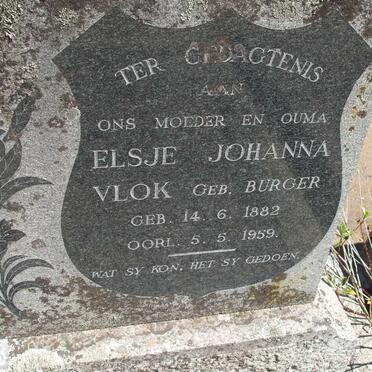 TER GEDAGTENIS
AAN
ONS MOEDER EN OUMA
ELSJE JOHANNA
VLOK GEB. BURGER
GEB. 14. 6. 1882
OORL. 5. 5. 1959.
WAT SY KON, HET SY GEDOEN.